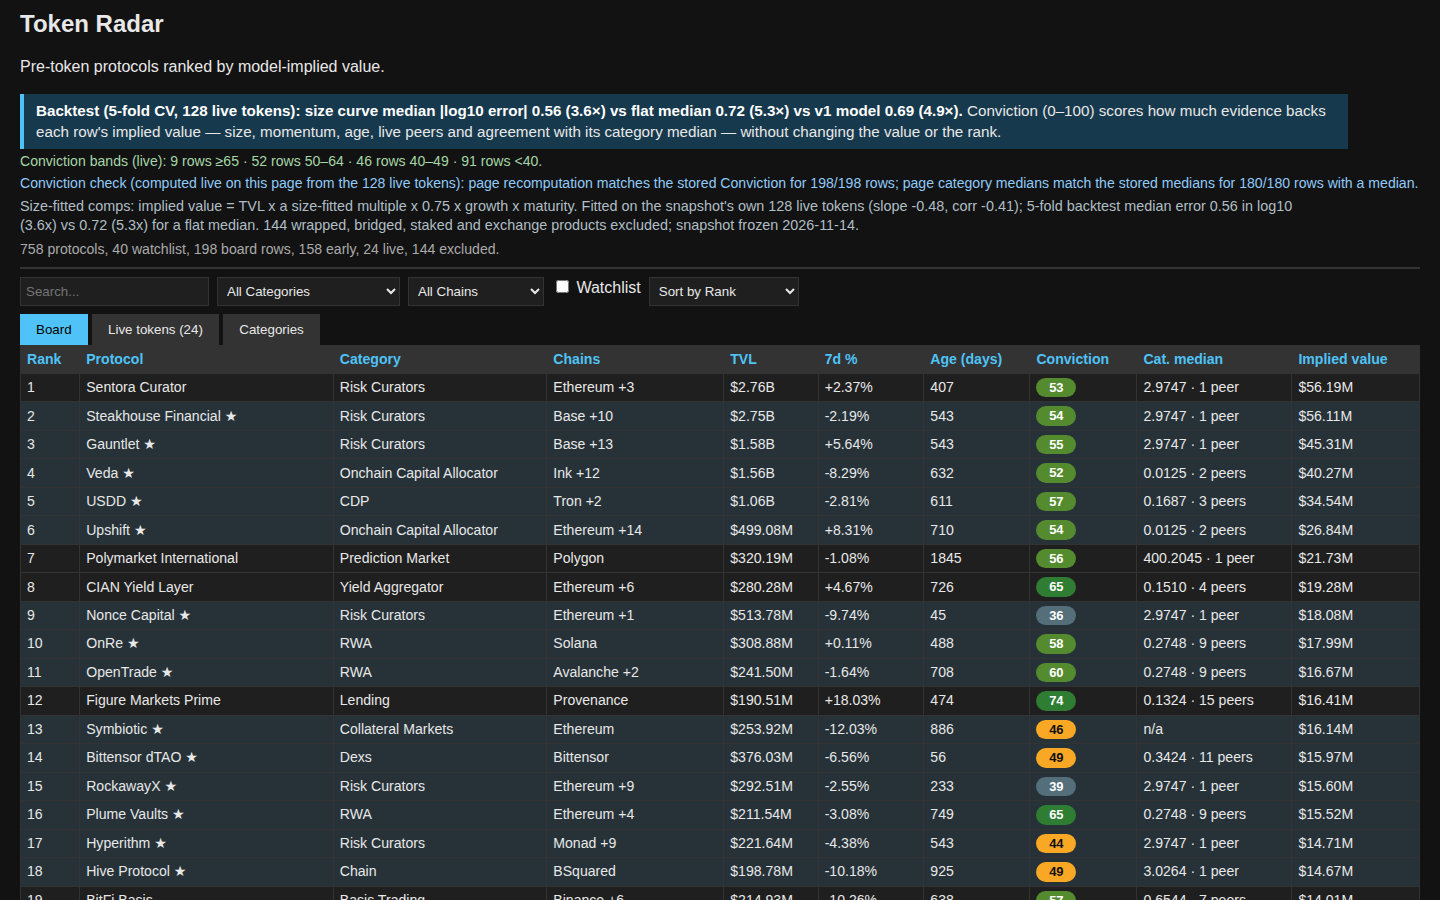 Token Radar
Pre-token protocols ranked by model-implied value.
Backtest (5-fold CV, 128 live tokens): size curve median |log10 error| 0.56 (3.6×) vs flat median 0.72 (5.3×) vs v1 model 0.69 (4.9×). Conviction (0–100) scores how much evidence backs
each row's implied value — size, momentum, age, live peers and agreement with its category median — without changing the value or the rank.
Conviction bands (live): 9 rows ≥65 · 52 rows 50–64 · 46 rows 40–49 · 91 rows <40.
Conviction check (computed live on this page from the 128 live tokens): page recomputation matches the stored Conviction for 198/198 rows; page category medians match the stored medians for 180/180 rows with a median.
Size-fitted comps: implied value = TVL x a size-fitted multiple x 0.75 x growth x maturity. Fitted on the snapshot's own 128 live tokens (slope -0.48, corr -0.41); 5-fold backtest median error 0.56 in log10
(3.6x) vs 0.72 (5.3x) for a flat median. 144 wrapped, bridged, staked and exchange products excluded; snapshot frozen 2026-11-14.
758 protocols, 40 watchlist, 198 board rows, 158 early, 24 live, 144 excluded.
Search... All Categories All Chains Watchlist Sort by Rank
Board Live tokens (24) Categories
Rank Protocol Category Chains TVL 7d % Age (days) Conviction Cat. median Implied value
1 Sentora Curator Risk Curators Ethereum +3 $2.76B +2.37% 407 53 2.9747 · 1 peer $56.19M
2 Steakhouse Financial ★ Risk Curators Base +10 $2.75B -2.19% 543 54 2.9747 · 1 peer $56.11M
3 Gauntlet ★ Risk Curators Base +13 $1.58B +5.64% 543 55 2.9747 · 1 peer $45.31M
4 Veda ★ Onchain Capital Allocator Ink +12 $1.56B -8.29% 632 52 0.0125 · 2 peers $40.27M
5 USDD ★ CDP Tron +2 $1.06B -2.81% 611 57 0.1687 · 3 peers $34.54M
6 Upshift ★ Onchain Capital Allocator Ethereum +14 $499.08M +8.31% 710 54 0.0125 · 2 peers $26.84M
7 Polymarket International Prediction Market Polygon $320.19M -1.08% 1845 56 400.2045 · 1 peer $21.73M
8 CIAN Yield Layer Yield Aggregator Ethereum +6 $280.28M +4.67% 726 65 0.1510 · 4 peers $19.28M
9 Nonce Capital ★ Risk Curators Ethereum +1 $513.78M -9.74% 45 36 2.9747 · 1 peer $18.08M
10 OnRe ★ RWA Solana $308.88M +0.11% 488 58 0.2748 · 9 peers $17.99M
11 OpenTrade ★ RWA Avalanche +2 $241.50M -1.64% 708 60 0.2748 · 9 peers $16.67M
12 Figure Markets Prime Lending Provenance $190.51M +18.03% 474 74 0.1324 · 15 peers $16.41M
13 Symbiotic ★ Collateral Markets Ethereum $253.92M -12.03% 886 46 n/a $16.14M
14 Bittensor dTAO ★ Dexs Bittensor $376.03M -6.56% 56 49 0.3424 · 11 peers $15.97M
15 RockawayX ★ Risk Curators Ethereum +9 $292.51M -2.55% 233 39 2.9747 · 1 peer $15.60M
16 Plume Vaults ★ RWA Ethereum +4 $211.54M -3.08% 749 65 0.2748 · 9 peers $15.52M
17 Hyperithm ★ Risk Curators Monad +9 $221.64M -4.38% 543 44 2.9747 · 1 peer $14.71M
18 Hive Protocol ★ Chain BSquared $198.78M -10.18% 925 49 3.0264 · 1 peer $14.67M
19 BitFi Basis Basis Trading Binance +6 $214.93M -10.26% 638 57 0.6544 · 7 peers $14.01M